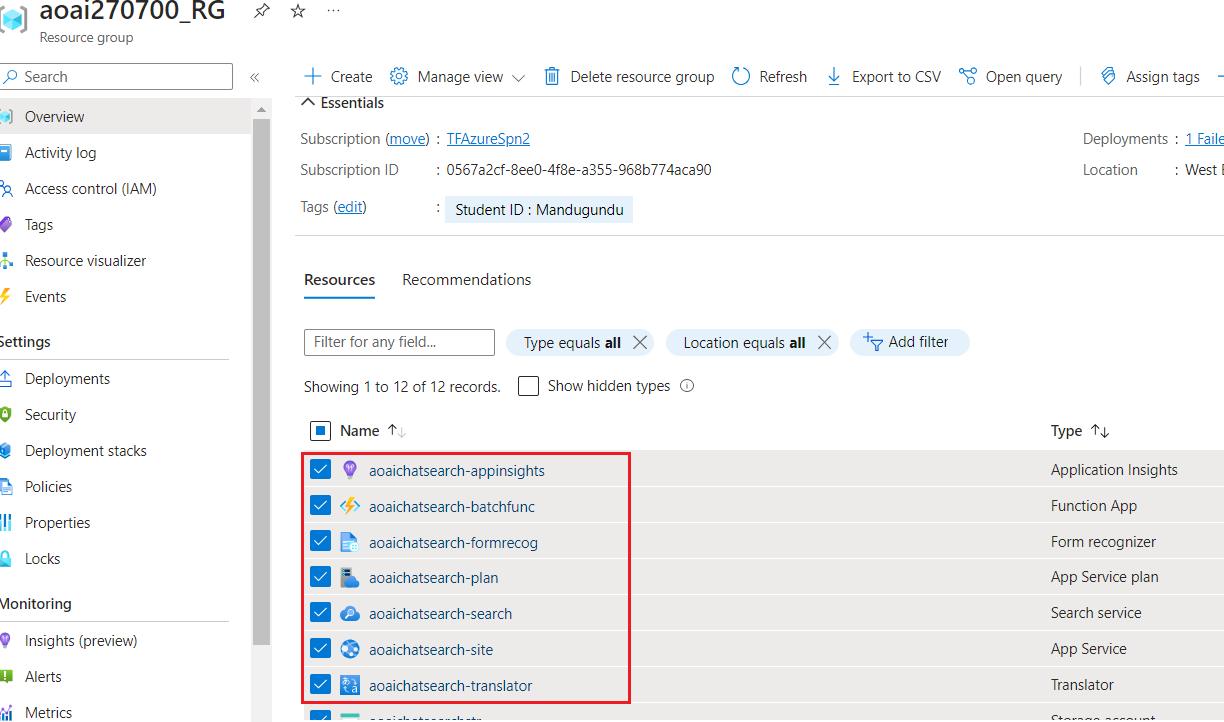 aoai270700_RG
Resource group
Search
Create Manage view Delete resource group Refresh Export to CSV Open query Assign tags
Overview
Activity log
Access control (IAM)
Tags
Resource visualizer
Events
Settings
Deployments
Security
Deployment stacks
Policies
Properties
Locks
Monitoring
Insights (preview)
Alerts
Metrics
Essentials
Subscription (move) : TFAzureSpn2
Subscription ID : 0567a2cf-8ee0-4f8e-a355-968b774aca90
Tags (edit) : Student ID : Mandugundu
Deployments : 1 Faile
Location : West
Resources Recommendations
Filter for any field... Type equals all Location equals all Add filter
Showing 1 to 12 of 12 records. Show hidden types
Name Type
aoaichatsearch-appinsights Application Insights
aoaichatsearch-batchfunc Function App
aoaichatsearch-formrecog Form recognizer
aoaichatsearch-plan App Service plan
aoaichatsearch-search Search service
aoaichatsearch-site App Service
aoaichatsearch-translator Translator
Storage account